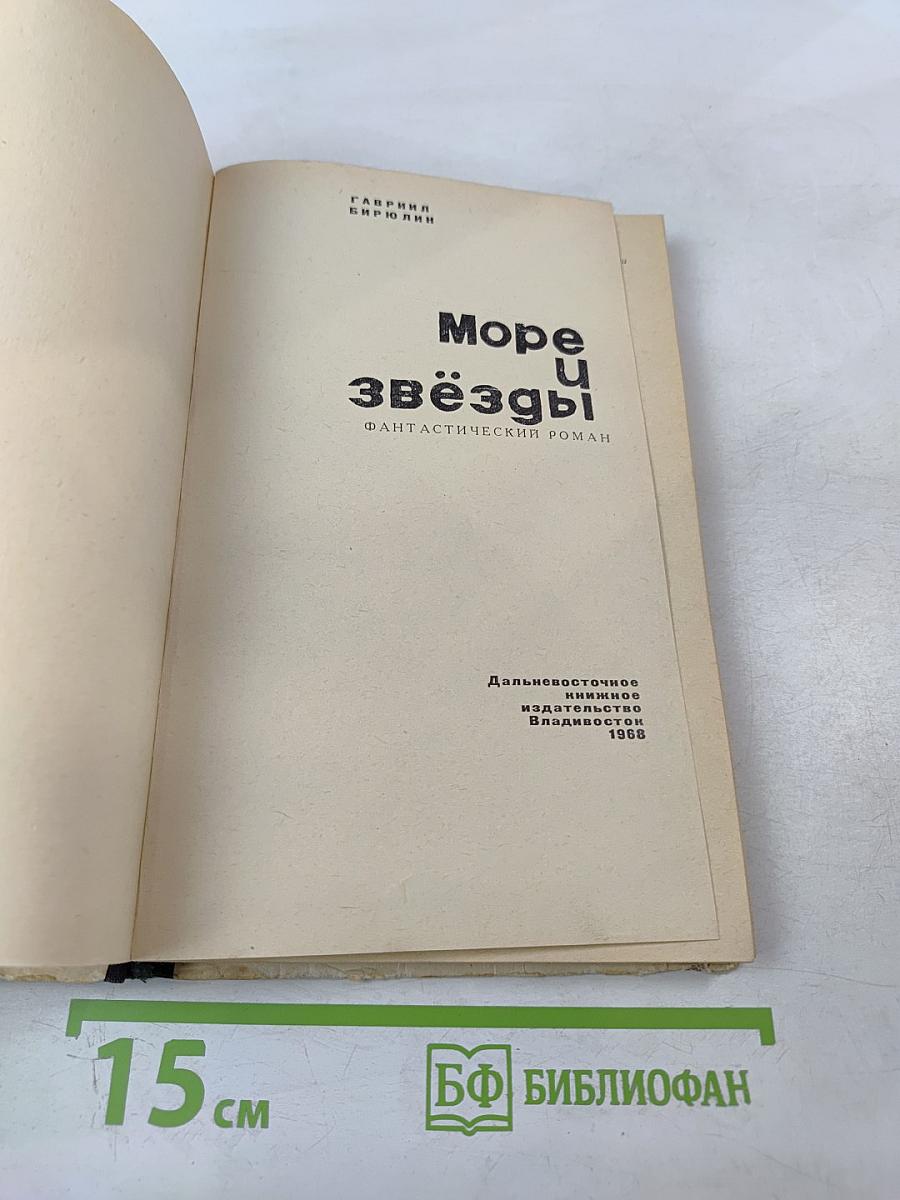 ГАВРИИЛ
БИРЮЛИН
Море
и
звёзды
ФАНТАСТИЧЕСКИЙ РОМАН
Дальневосточное
книжное
издательство
Владивосток
1968
15 см
БФ БИБЛИОФАН